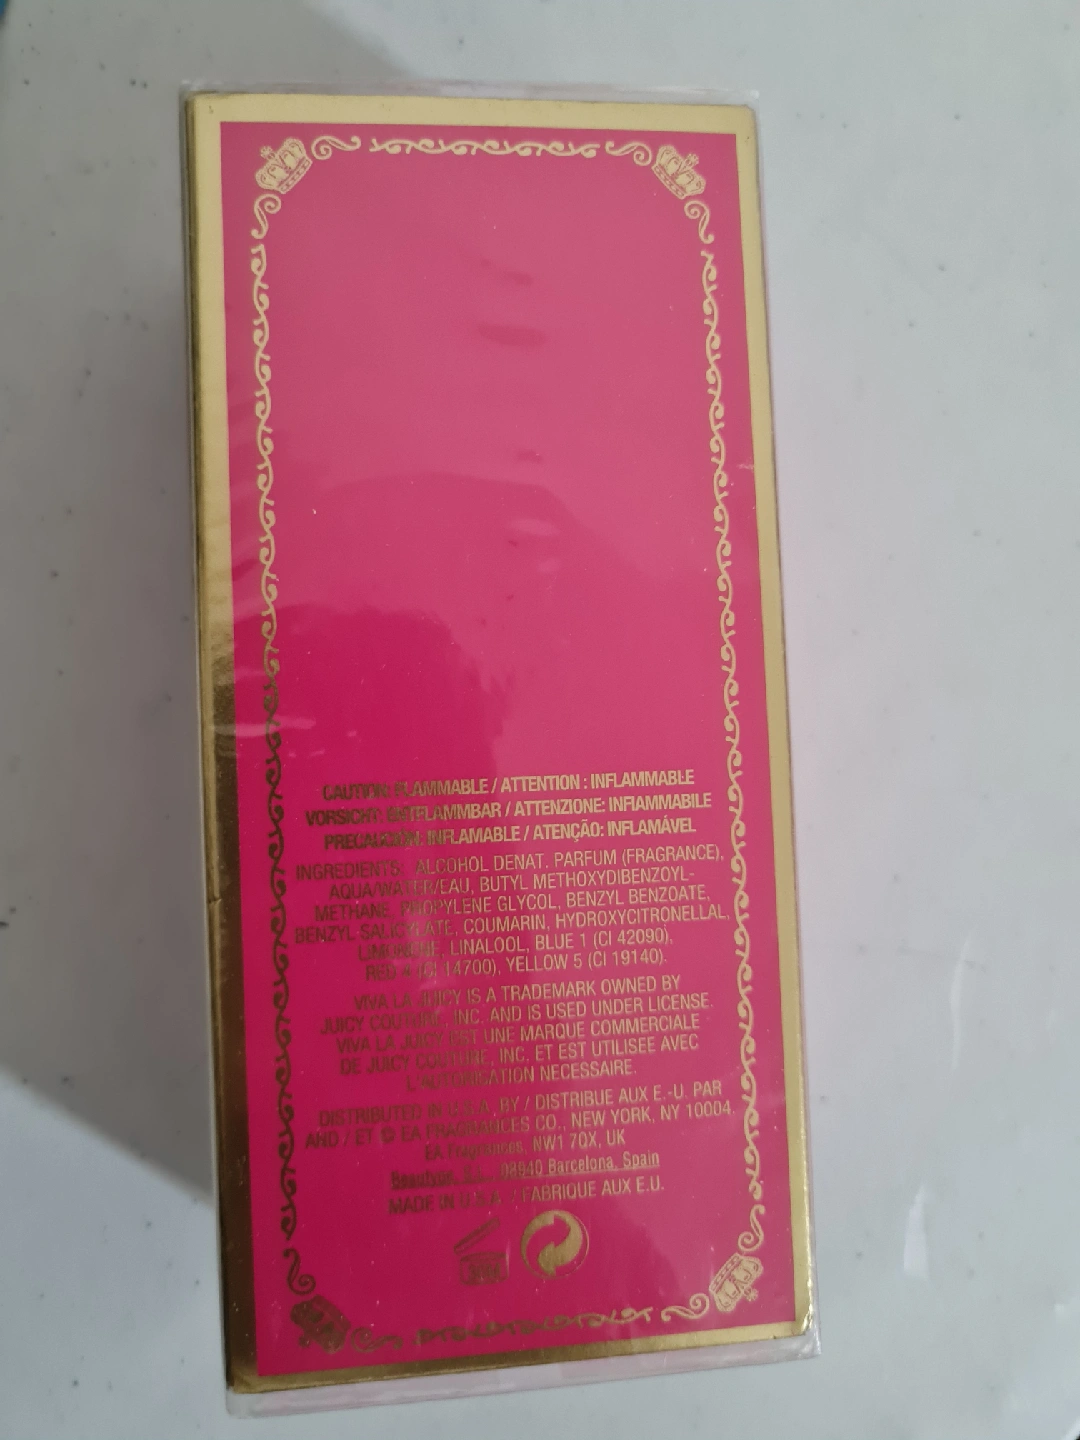 CAUTION: FLAMMABLE / ATTENTION : INFLAMMABLE
VORSICHT: ENTFLAMMBAR / ATTENZIONE: INFIAMMABILE
PRECAUCIÓN: INFLAMABLE / ATENÇÃO: INFLAMÁVEL
INGREDIENTS: ALCOHOL DENAT. PARFUM (FRAGRANCE),
AQUA/WATER/EAU, BUTYL METHOXYDIBENZOYL-
METHANE, PROPYLENE GLYCOL, BENZYL BENZOATE,
BENZYL SALICYLATE, COUMARIN, HYDROXYCITRONELLAL,
LIMONENE, LINALOOL, BLUE 1 (CI 42090),
RED 4 (CI 14700), YELLOW 5 (CI 19140).
VIVA LA JUICY IS A TRADEMARK OWNED BY
JUICY COUTURE, INC. AND IS USED UNDER LICENSE.
VIVA LA JUICY EST UNE MARQUE COMMERCIALE
DE JUICY COUTURE, INC. ET EST UTILISEE AVEC
L'AUTORISATION NECESSAIRE.
DISTRIBUTED IN U.S.A. BY / DISTRIBUE AUX E.-U. PAR
AND / ET © EA FRAGRANCES CO., NEW YORK, NY 10004.
EA Fragrances, NW1 7QX, UK
S.L., 08940 Barcelona, Spain
MADE IN U.S.A. / FABRIQUE AUX E.U.